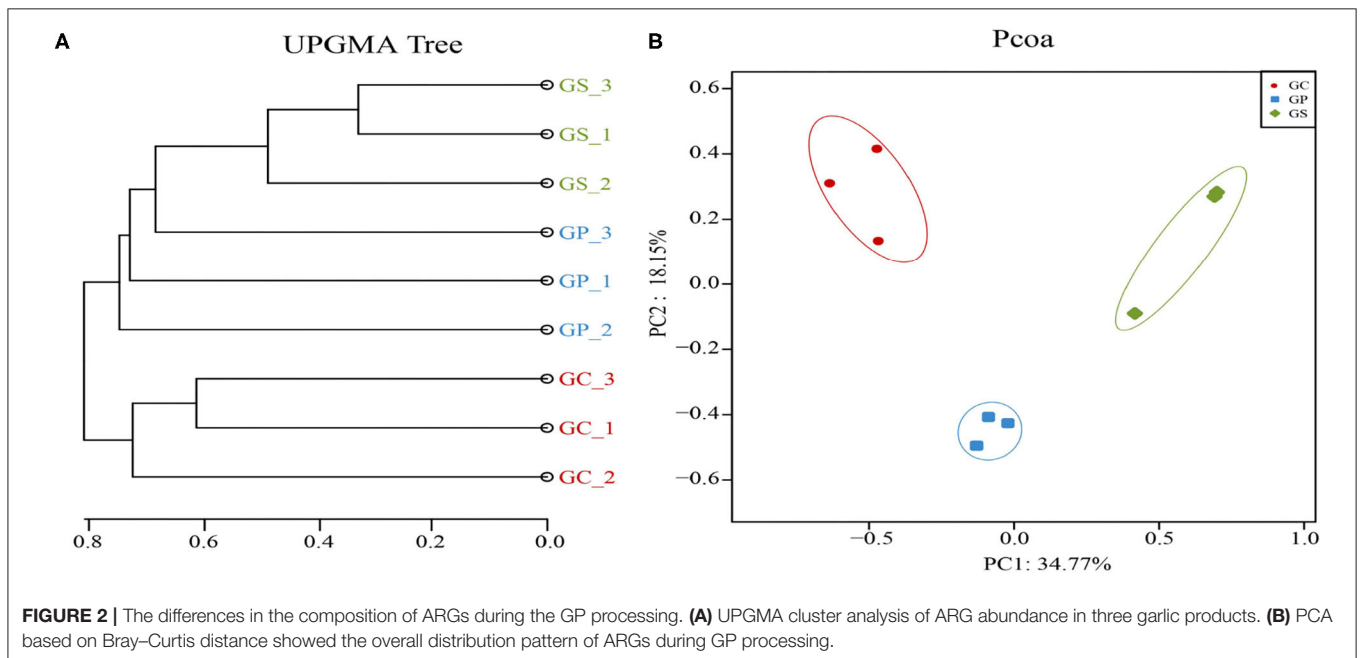 A
UPGMA Tree
GS_3
GS_1
GS_2
GP_3
GP_1
GP_2
GC_3
GC_1
GC_2
0.8 0.6 0.4 0.2 0.0
B
Pcoa
GC
GP
GS
PC2 : 18.15%
0.6
0.4
0.2
0.0
−0.2
−0.4
−0.6
−0.5 0.0 0.5 1.0
PC1: 34.77%
FIGURE 2 | The differences in the composition of ARGs during the GP processing. (A) UPGMA cluster analysis of ARG abundance in three garlic products. (B) PCA
based on Bray–Curtis distance showed the overall distribution pattern of ARGs during GP processing.